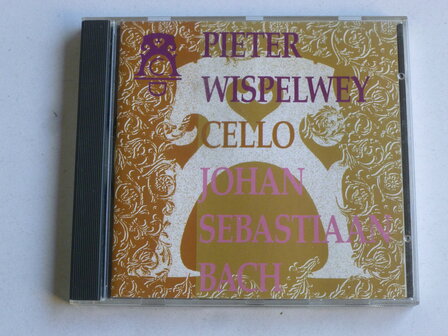 PIETER
WISPELWEY
CELLO
JOHAN
SEBASTIAAN
BACH